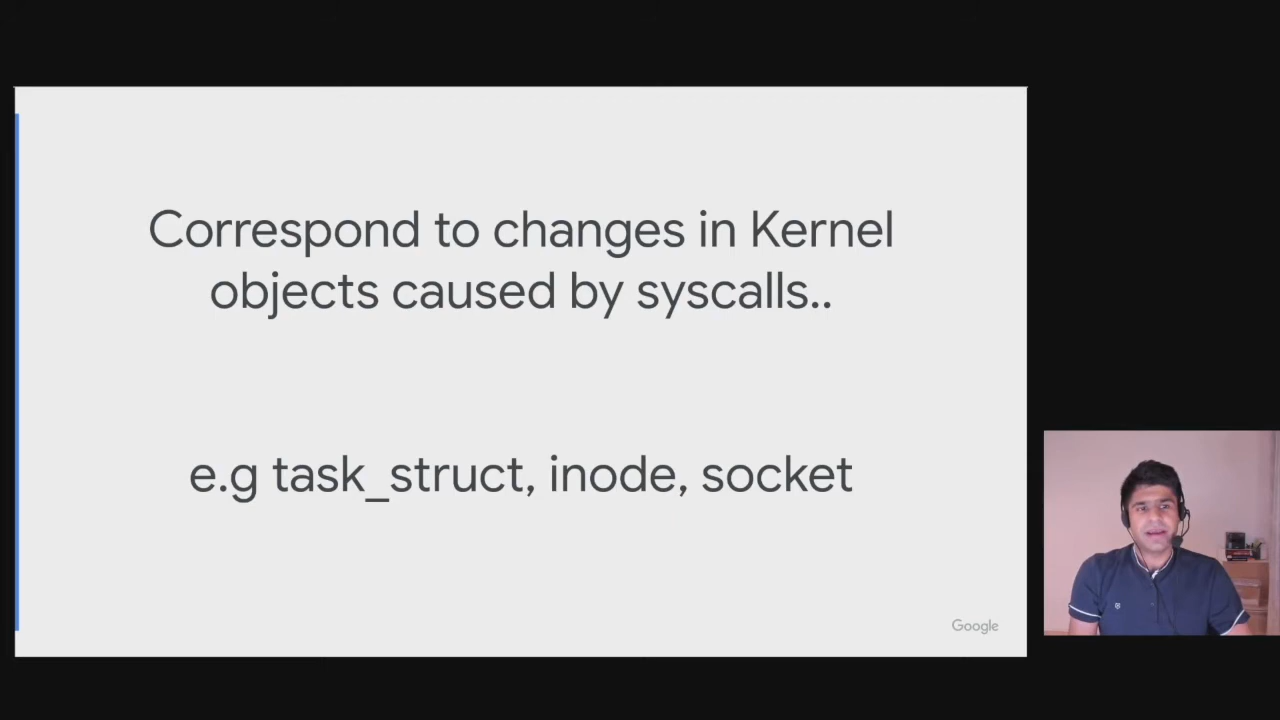 Correspond to changes in Kernel
objects caused by syscalls..
e.g task_struct, inode, socket
Google